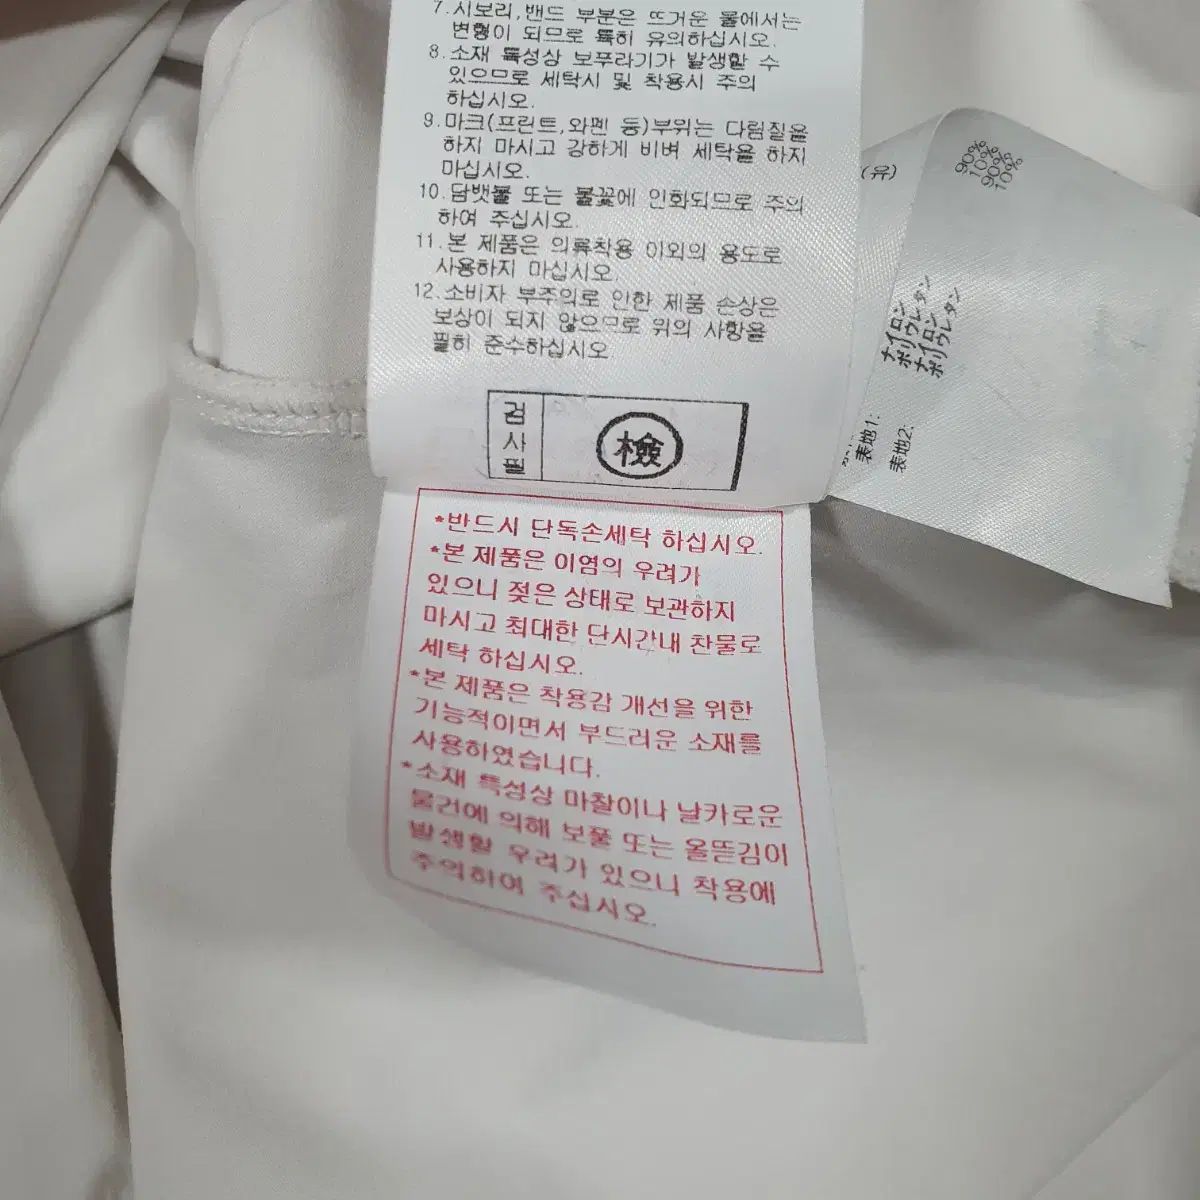 7.시보리,밴드 부분은 뜨거운 물에서는
변형이 되므로 특히 유의하십시오.
8.소재 특성상 보푸라기가 발생할 수
있으므로 세탁시 및 착용시 주의
하십시오.
9.마크(프린트,와펜 등)부위는 다림질을
하지 마시고 강하게 비벼 세탁을 하지
마십시오.
10.담뱃불 또는 불꽃에 인화되므로 주의
하여 주십시오.
11.본 제품은 의류착용 이외의 용도로
사용하지 마십시오.
12.소비자 부주의로 인한 제품 손상은
보상이 되지 않으므로 위의 사항을
필히 준수하십시오.
검사필
檢
*반드시 단독손세탁 하십시오.
*본 제품은 이염의 우려가
있으니 젖은 상태로 보관하지
마시고 최대한 단시간내 찬물로
세탁 하십시오.
*본 제품은 착용감 개선을 위한
기능적이면서 부드러운 소재를
사용하였습니다.
*소재 특성상 마찰이나 날카로운
물건에 의해 보풀 또는 올뜯김이
발생할 우려가 있으니 착용에
주의하여 주십시오.
(유)
表地1: ナイロン 90%
ポリウレタン 10%
表地2: ナイロン 90%
ポリウレタン 10%